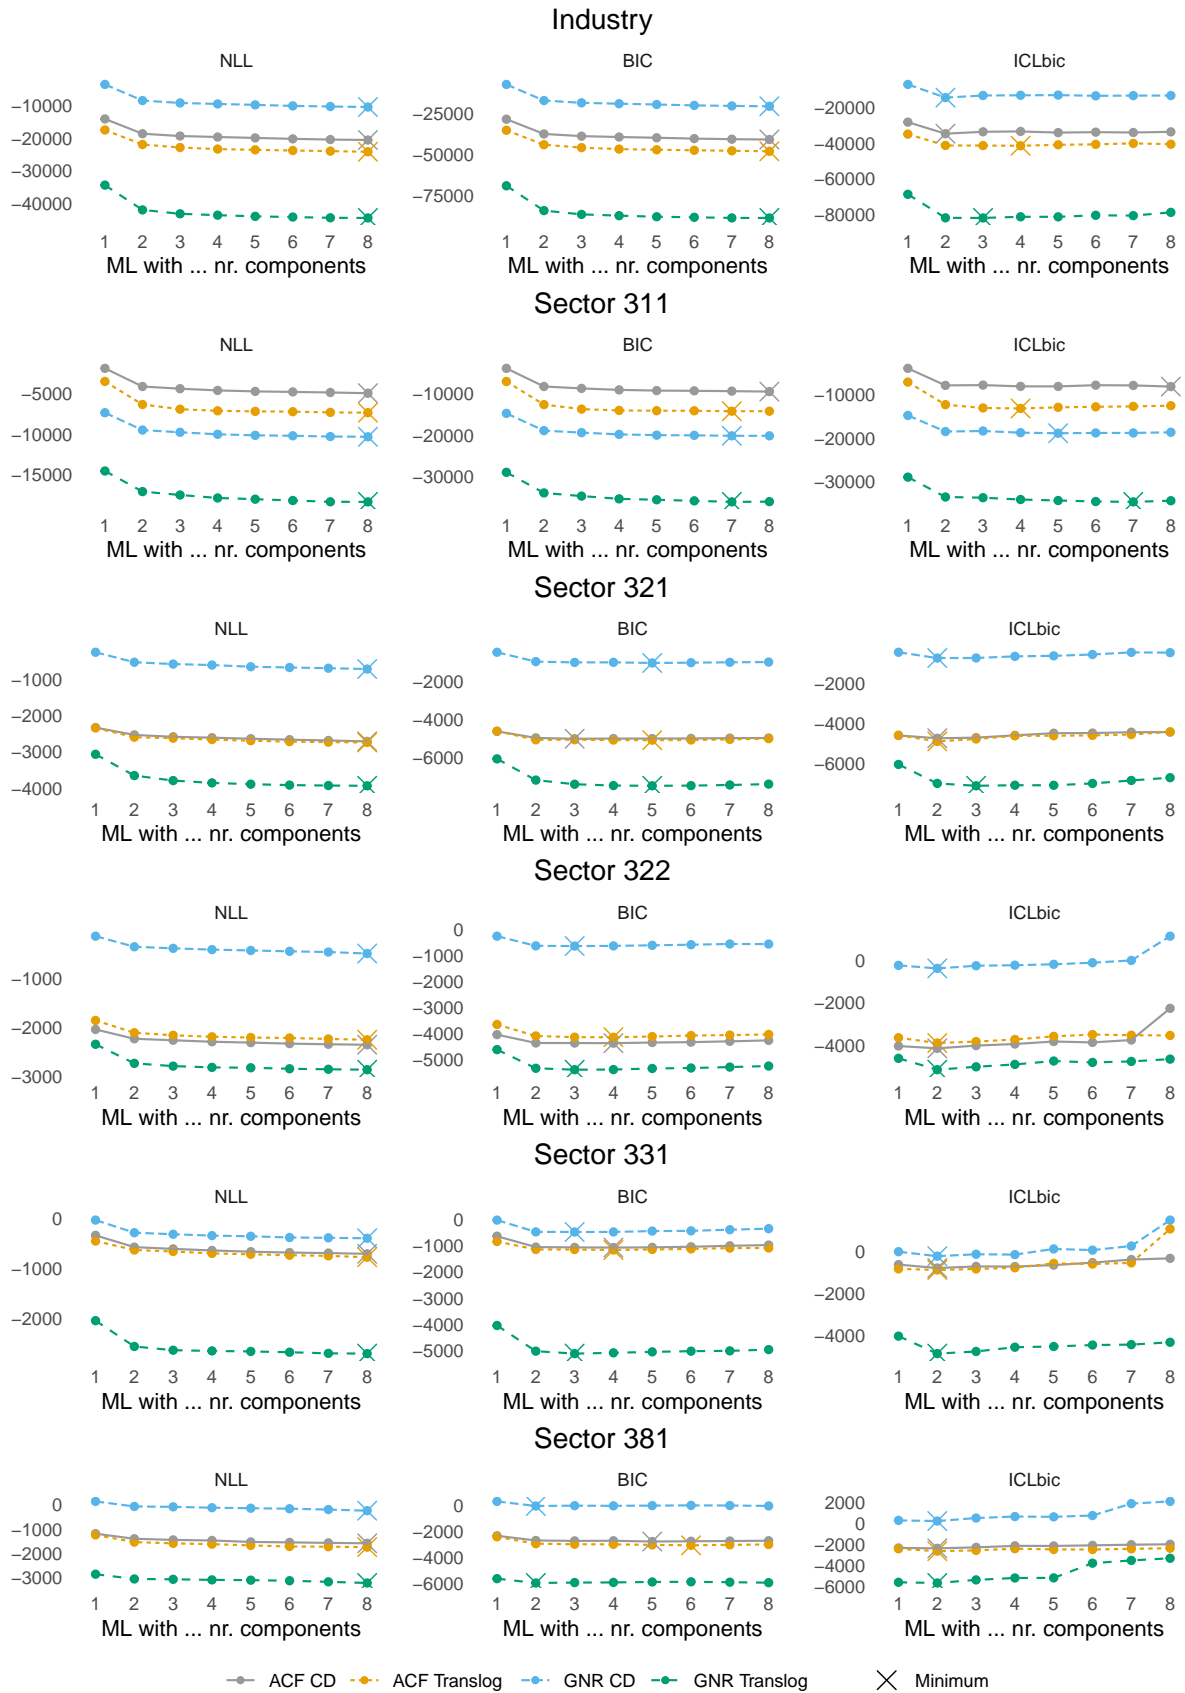 Industry
NLL BIC ICLbic
−10000 −20000 −30000 −40000
−25000 −50000 −75000
−20000 −40000 −60000 −80000
1 2 3 4 5 6 7 8 1 2 3 4 5 6 7 8 1 2 3 4 5 6 7 8
ML with ... nr. components ML with ... nr. components ML with ... nr. components
Sector 311
NLL BIC ICLbic
−5000 −10000 −15000
−10000 −20000 −30000
−10000 −20000 −30000
1 2 3 4 5 6 7 8 1 2 3 4 5 6 7 8 1 2 3 4 5 6 7 8
ML with ... nr. components ML with ... nr. components ML with ... nr. components
Sector 321
NLL BIC ICLbic
−1000 −2000 −3000 −4000
−2000 −4000 −6000
−2000 −4000 −6000
1 2 3 4 5 6 7 8 1 2 3 4 5 6 7 8 1 2 3 4 5 6 7 8
ML with ... nr. components ML with ... nr. components ML with ... nr. components
Sector 322
NLL BIC ICLbic
−1000 −2000 −3000
0 −1000 −2000 −3000 −4000 −5000
0 −2000 −4000
1 2 3 4 5 6 7 8 1 2 3 4 5 6 7 8 1 2 3 4 5 6 7 8
ML with ... nr. components ML with ... nr. components ML with ... nr. components
Sector 331
NLL BIC ICLbic
0 −1000 −2000
0 −1000 −2000 −3000 −4000 −5000
0 −2000 −4000
1 2 3 4 5 6 7 8 1 2 3 4 5 6 7 8 1 2 3 4 5 6 7 8
ML with ... nr. components ML with ... nr. components ML with ... nr. components
Sector 381
NLL BIC ICLbic
0 −1000 −2000 −3000
0 −2000 −4000 −6000
2000 0 −2000 −4000 −6000
1 2 3 4 5 6 7 8 1 2 3 4 5 6 7 8 1 2 3 4 5 6 7 8
ML with ... nr. components ML with ... nr. components ML with ... nr. components
ACF CD ACF Translog GNR CD GNR Translog Minimum